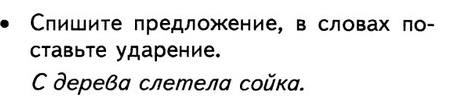 • Спишите предложение, в словах по-
ставьте ударение.
С дерева слетела сойка.